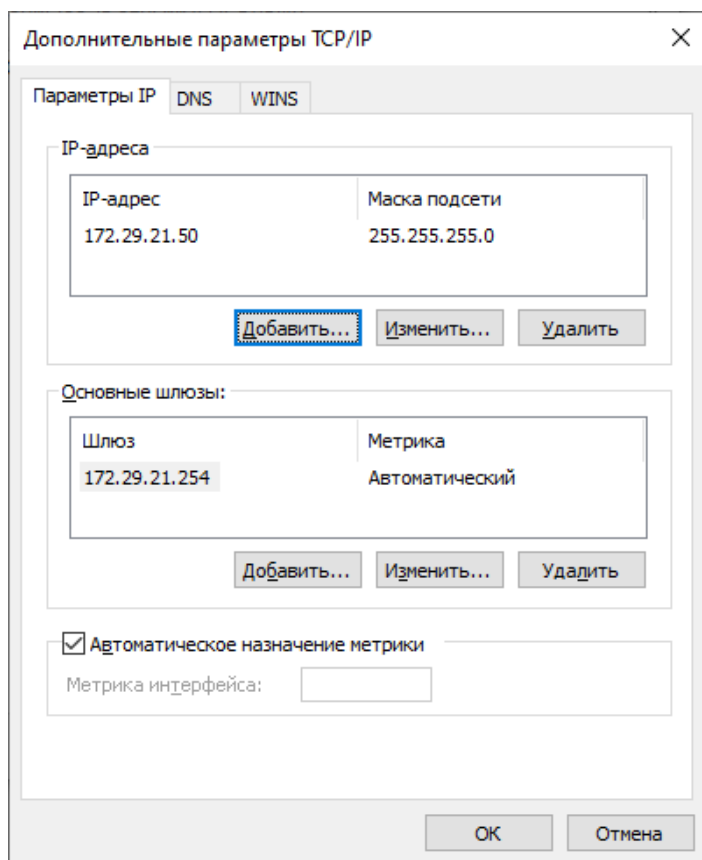 Дополнительные параметры TCP/IP
Параметры IP DNS WINS
IP-адреса
IP-адрес Маска подсети
172.29.21.50 255.255.255.0
Добавить... Изменить... Удалить
Основные шлюзы:
Шлюз Метрика
172.29.21.254 Автоматический
Добавить... Изменить... Удалить
Автоматическое назначение метрики
Метрика интерфейса:
ОК Отмена